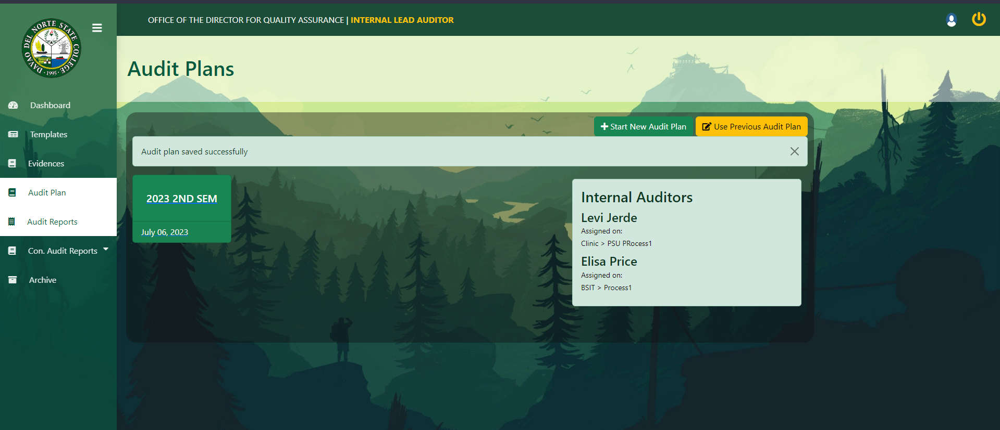 DAVAO DEL NORTE STATE COLLEGE
· 1995 ·
OFFICE OF THE DIRECTOR FOR QUALITY ASSURANCE | INTERNAL LEAD AUDITOR
Audit Plans
Dashboard
Templates
Evidences
Audit Plan
Audit Reports
Con. Audit Reports
Archive
Start New Audit Plan
Use Previous Audit Plan
Audit plan saved successfully
2023 2ND SEM
July 06, 2023
Internal Auditors
Levi Jerde
Assigned on:
Clinic > PSU PRocess1
Elisa Price
Assigned on:
BSIT > Process1